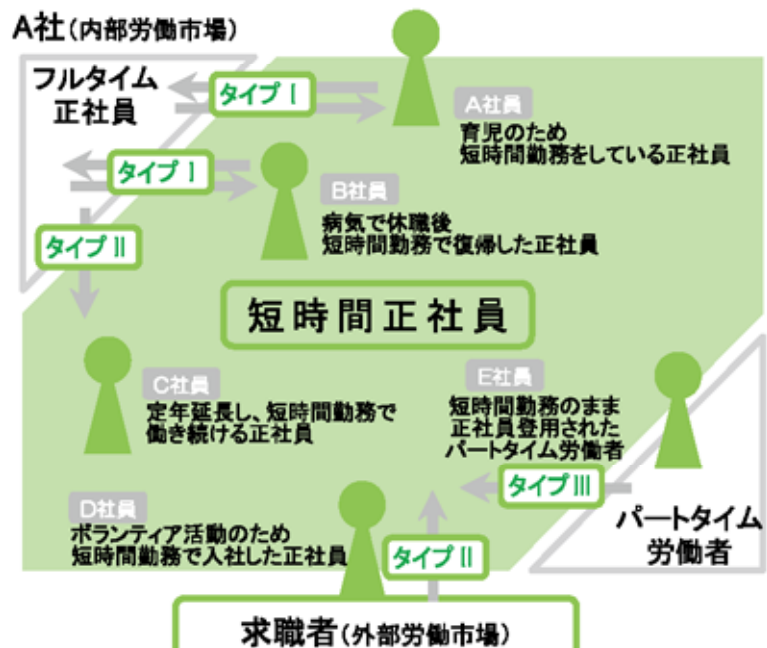 A社(内部労働市場)
フルタイム
正社員
タイプⅠ
A社員
育児のため
短時間勤務をしている正社員
タイプⅠ
B社員
病気で休職後
短時間勤務で復帰した正社員
タイプⅡ
短時間正社員
C社員
定年延長し、短時間勤務で
働き続ける正社員
E社員
短時間勤務のまま
正社員登用された
パートタイム労働者
タイプⅢ
パートタイム
労働者
D社員
ボランティア活動のため
短時間勤務で入社した正社員
タイプⅡ
求職者(外部労働市場)